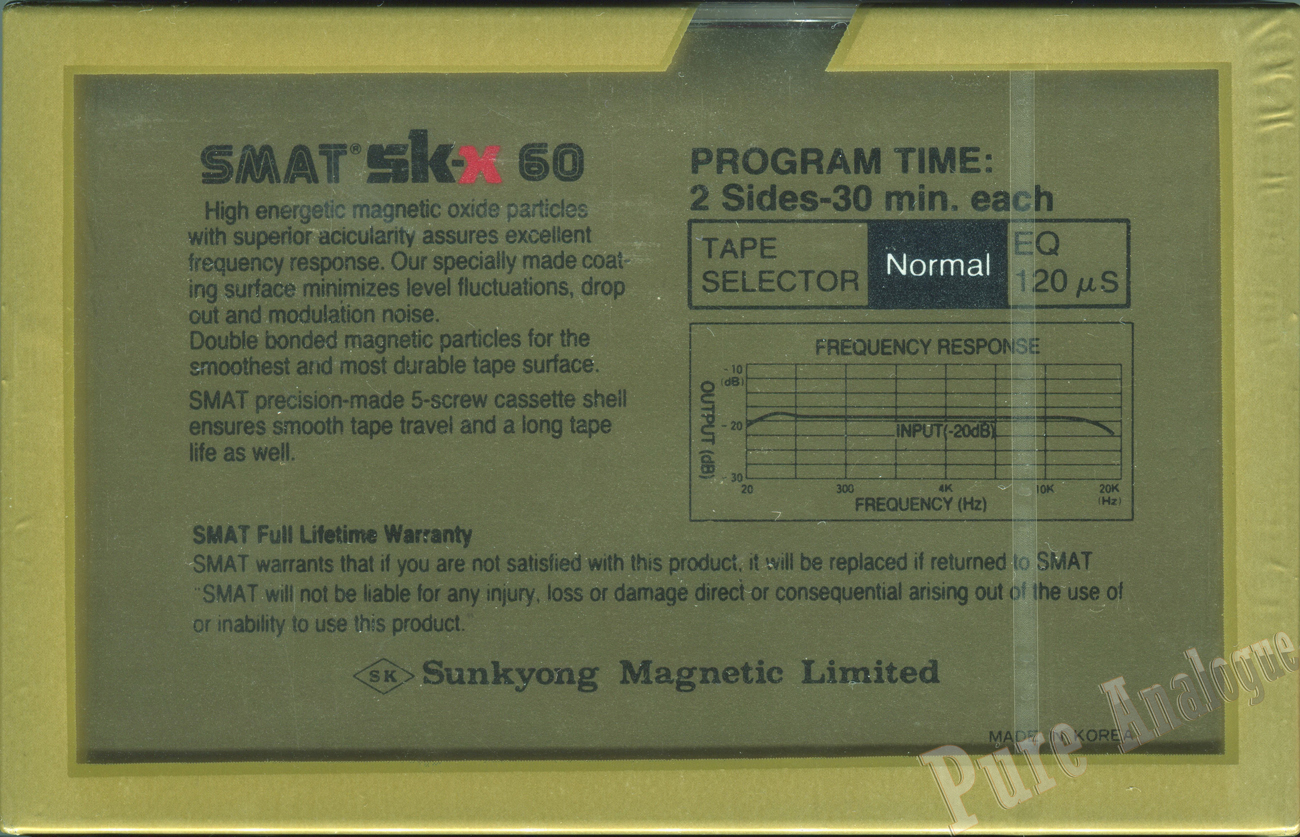 SMAT® sk-x 60
High energetic magnetic oxide particles
with superior acicularity assures excellent
frequency response. Our specially made coat-
ing surface minimizes level fluctuations, drop
out and modulation noise.
Double bonded magnetic particles for the
smoothest and most durable tape surface.
SMAT precision-made 5-screw cassette shell
ensures smooth tape travel and a long tape
life as well.
PROGRAM TIME:
2 Sides-30 min. each
TAPE
SELECTOR
Normal
EQ
120 μS
FREQUENCY RESPONSE
OUTPUT (dB)
-10
(dB)
-20
-30
INPUT(-20dB)
20 300 4K 10K 20K
(Hz)
FREQUENCY (Hz)
SMAT Full Lifetime Warranty
SMAT warrants that if you are not satisfied with this product, it will be replaced if returned to SMAT
"SMAT will not be liable for any injury, loss or damage direct or consequential arising out of the use of
or inability to use this product."
SK Sunkyong Magnetic Limited
MADE IN KOREA
Pure Analogue